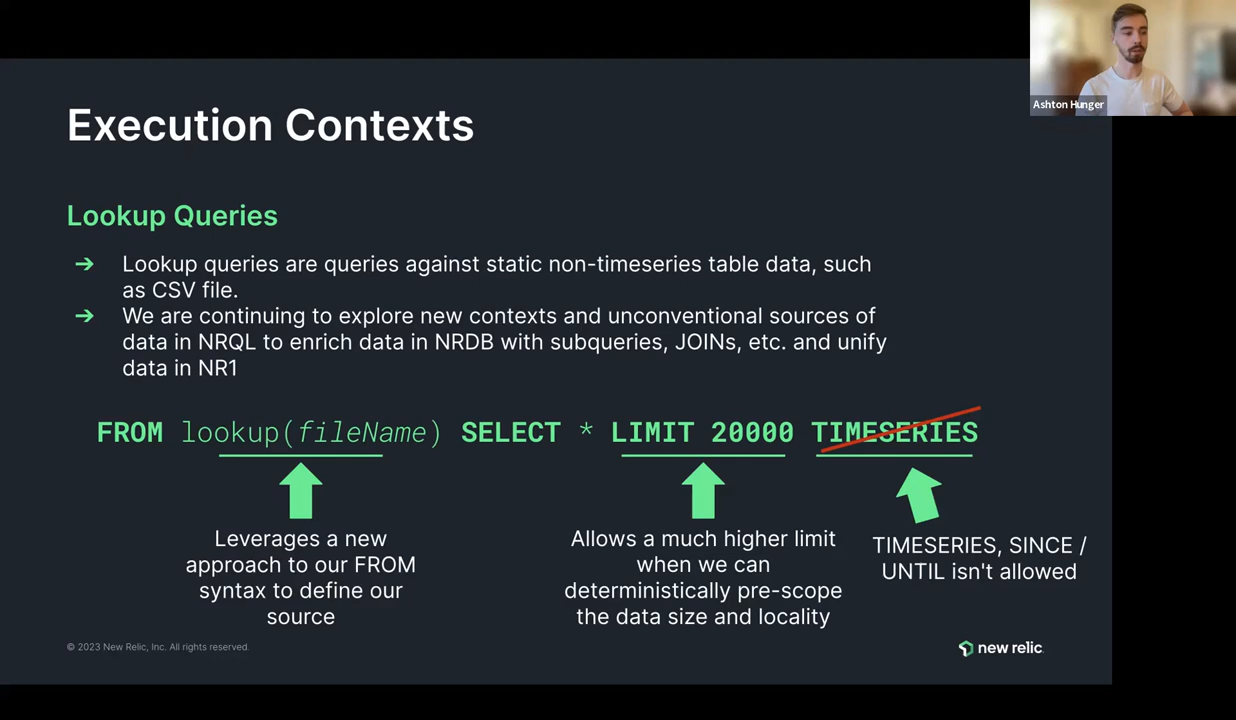 Ashton Hunger
Execution Contexts
Lookup Queries
➔ Lookup queries are queries against static non-timeseries table data, such
as CSV file.
➔ We are continuing to explore new contexts and unconventional sources of
data in NRQL to enrich data in NRDB with subqueries, JOINs, etc. and unify
data in NR1
FROM lookup(fileName) SELECT * LIMIT 20000 TIMESERIES
Leverages a new
approach to our FROM
syntax to define our
source
Allows a much higher limit
when we can
deterministically pre-scope
the data size and locality
TIMESERIES, SINCE /
UNTIL isn't allowed
© 2023 New Relic, Inc. All rights reserved.
new relic